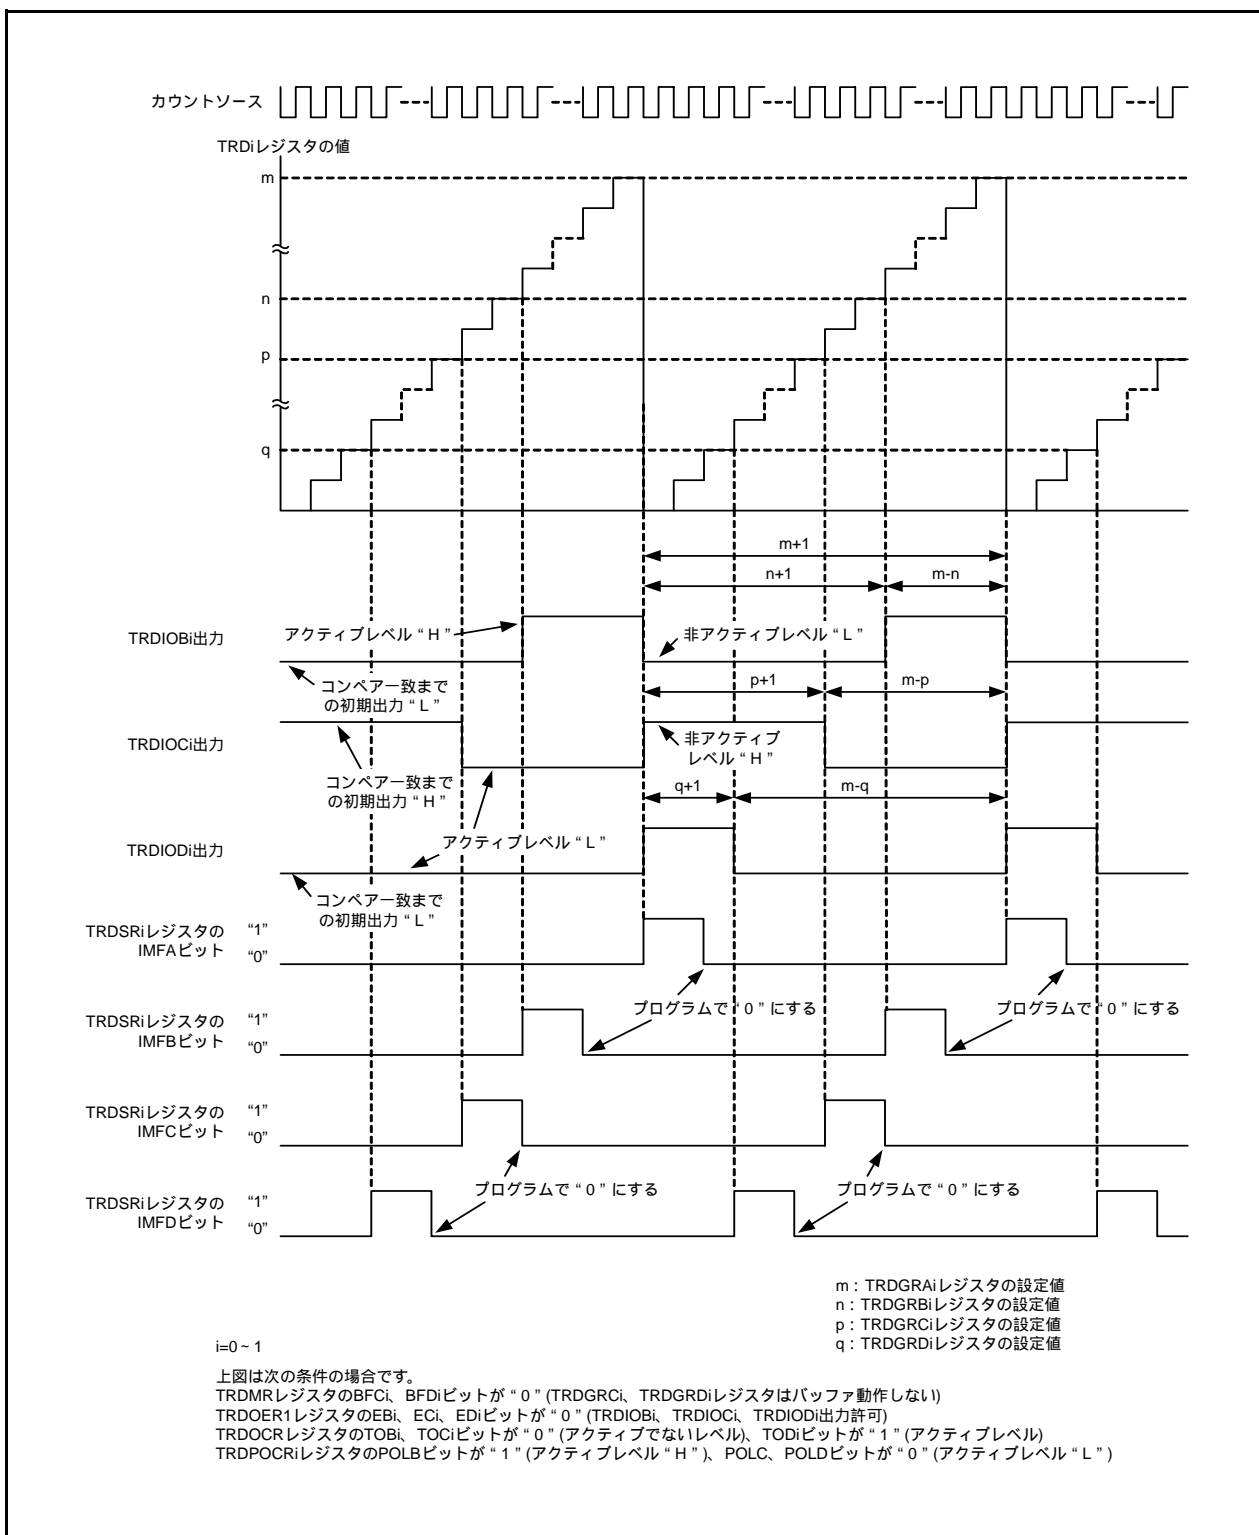 カウントソース
TRDiレジスタの値
m
n
p
q
m+1
n+1
m-n
TRDIOBi出力
アクティブレベル“H”
非アクティブレベル“L”
コンペア一致まで
の初期出力“L”
p+1
m-p
TRDIOCi出力
非アクティブ
レベル“H”
コンペア一致まで
の初期出力“H”
q+1
m-q
TRDIODi出力
アクティブレベル“L”
コンペア一致まで
の初期出力“L”
TRDSRiレジスタの
IMFAビット
“1”
“0”
プログラムで“0”にする
プログラムで“0”にする
TRDSRiレジスタの
IMFBビット
“1”
“0”
TRDSRiレジスタの
IMFCビット
“1”
“0”
プログラムで“0”にする
プログラムで“0”にする
TRDSRiレジスタの
IMFDビット
“1”
“0”
m：TRDGRAiレジスタの設定値
n：TRDGRBiレジスタの設定値
p：TRDGRCiレジスタの設定値
q：TRDGRDiレジスタの設定値
i=0~1
上図は次の条件の場合です。
TRDMRレジスタのBFCi、BFDiビットが“0”(TRDGRCi、TRDGRDiレジスタはバッファ動作しない)
TRDOER1レジスタのEBi、ECi、EDiビットが“0”(TRDIOBi、TRDIOCi、TRDIODi出力許可)
TRDOCRレジスタのTOBi、TOCiビットが“0”(アクティブでないレベル)、TODiビットが“1”(アクティブレベル)
TRDPOCRiレジスタのPOLBビットが“1”(アクティブレベル“H”)、POLC、POLDビットが“0”(アクティブレベル“L”)